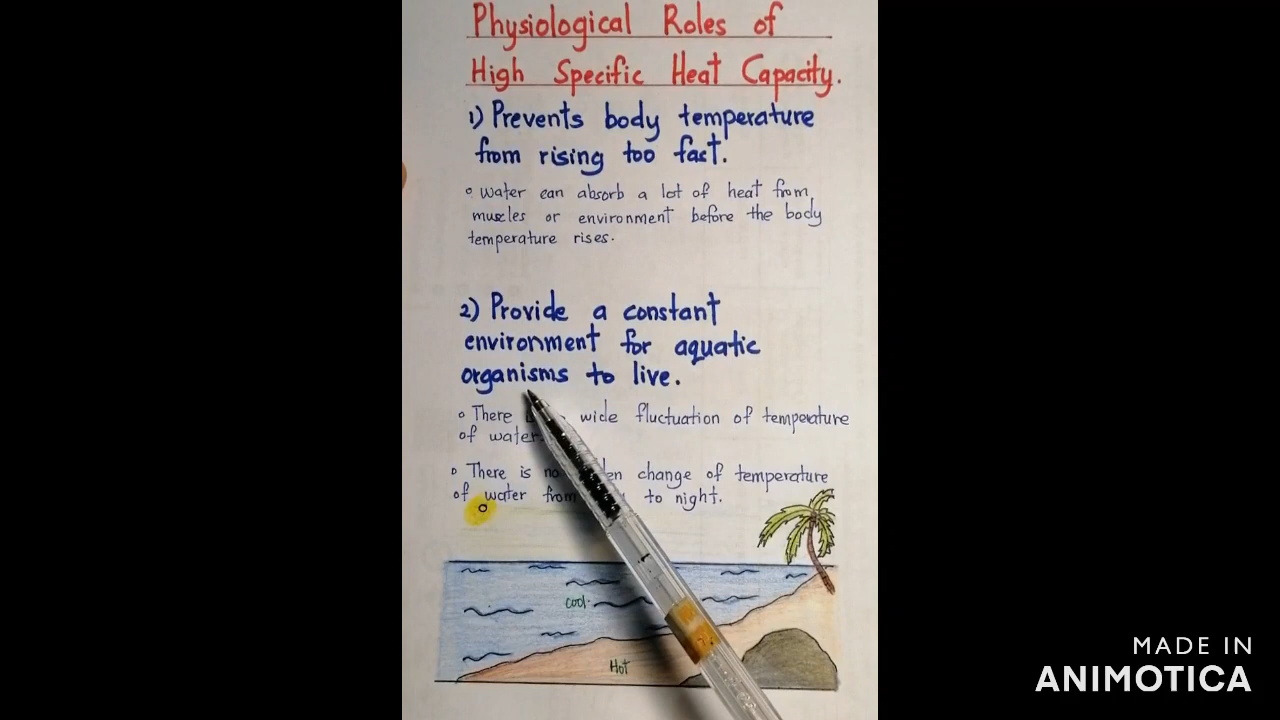 Physiological Roles of
High Specific Heat Capacity.
1) Prevents body temperature
from rising too fast.
Water can absorb a lot of heat from
muscles or environment before the body
temperature rises.
2) Provide a constant
environment for aquatic
organisms to live.
There wide fluctuation of temperature
of water.
There is change of temperature
of water from to night.
cool.
Hot
MADE IN
ANIMOTICA